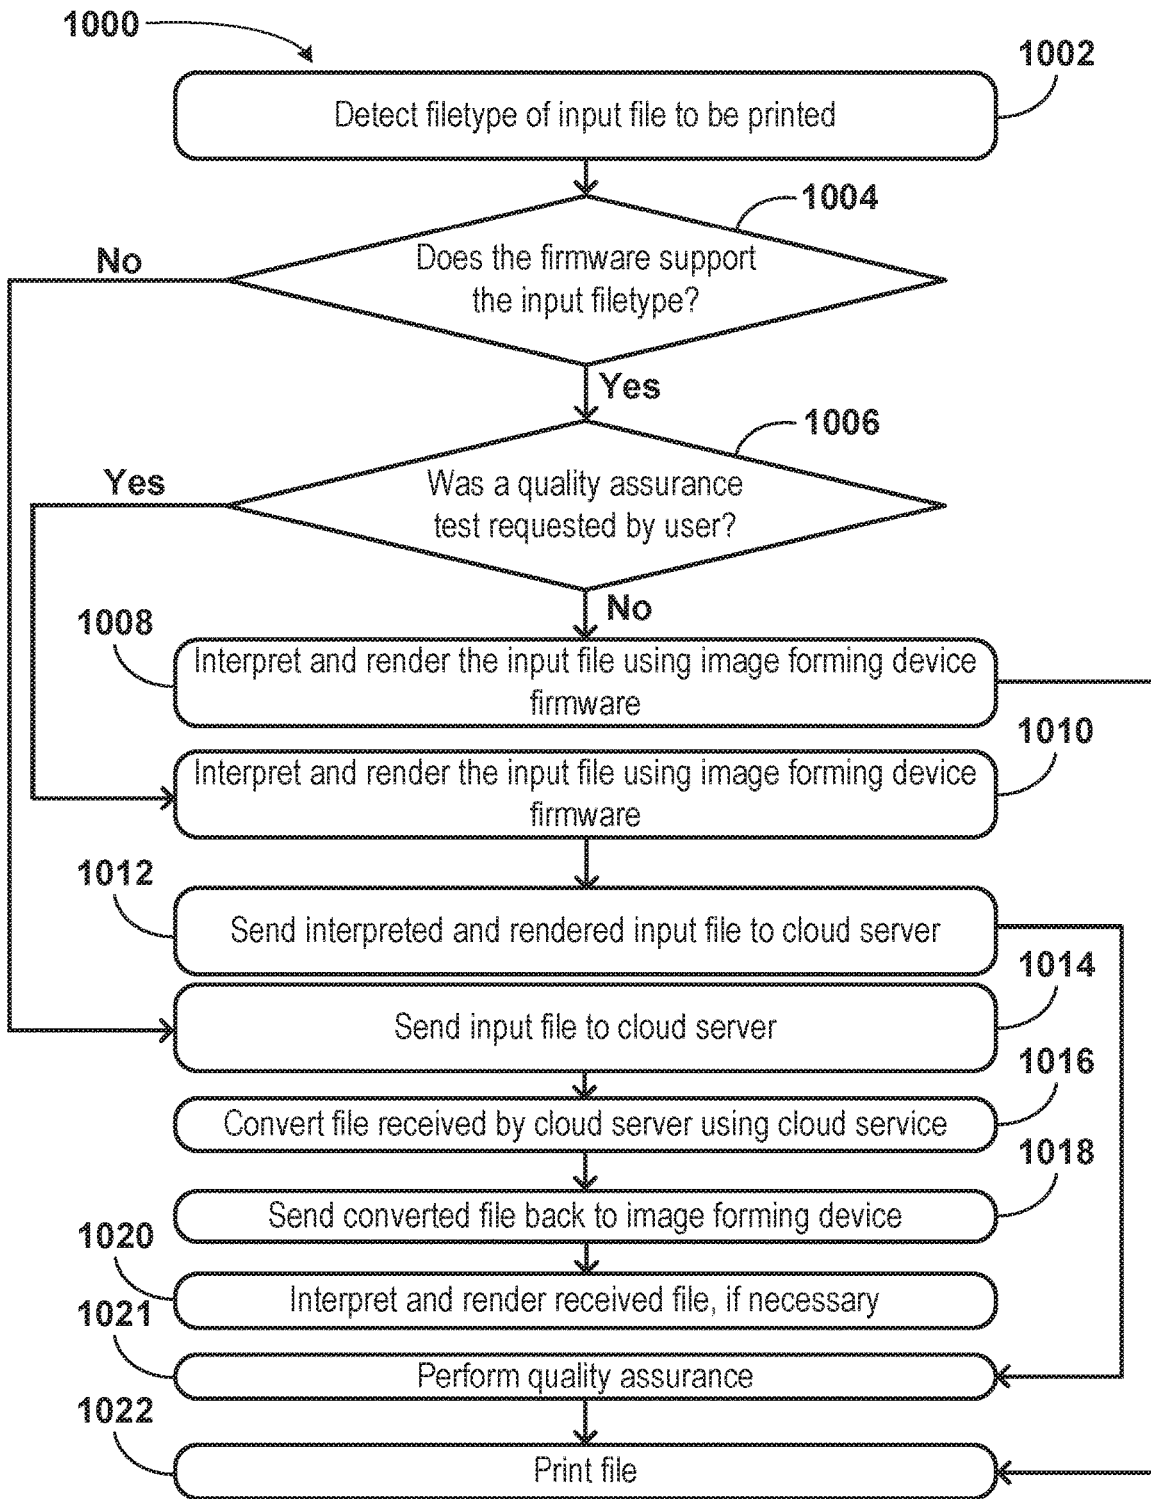 1000
1002
Detect filetype of input file to be printed
1004
No
Does the firmware support
the input filetype?
Yes
1006
Yes
Was a quality assurance
test requested by user?
No
1008
Interpret and render the input file using image forming device
firmware
1010
Interpret and render the input file using image forming device
firmware
1012
Send interpreted and rendered input file to cloud server
1014
Send input file to cloud server
1016
Convert file received by cloud server using cloud service
1018
Send converted file back to image forming device
1020
Interpret and render received file, if necessary
1021
Perform quality assurance
1022
Print file